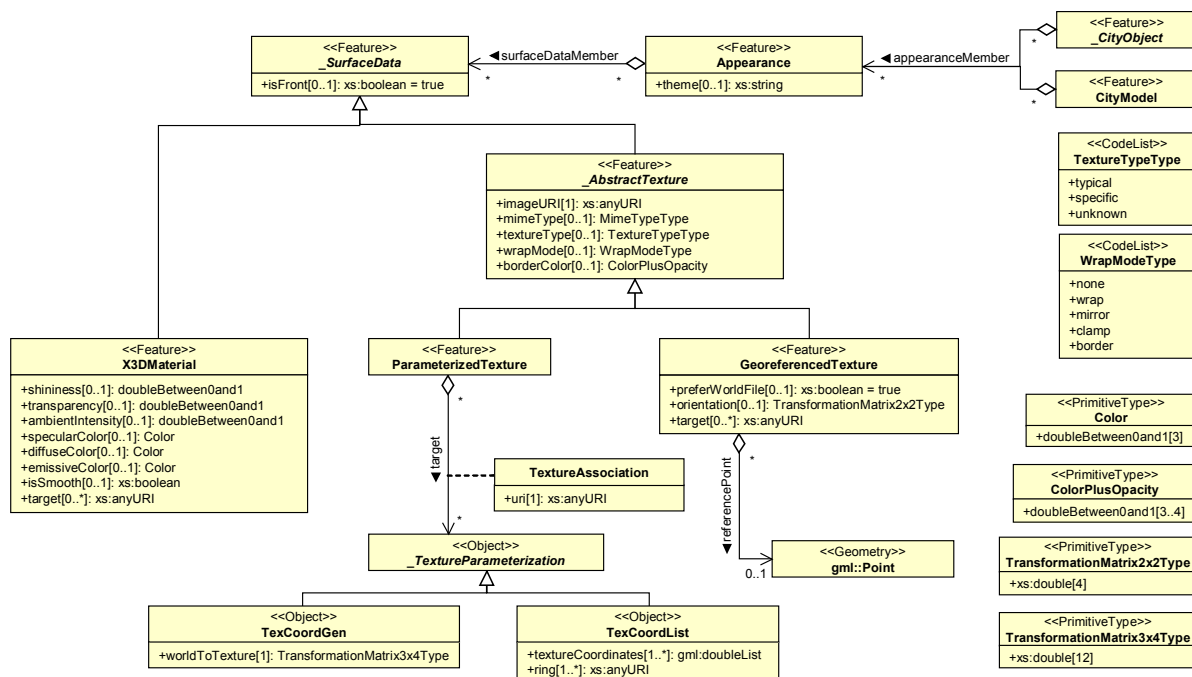 <<Feature>>
_SurfaceData
+isFront[0..1]: xs:boolean = true
surfaceDataMember
*
*
<<Feature>>
Appearance
+theme[0..1]: xs:string
appearanceMember
*
*
*
<<Feature>>
_CityObject
<<Feature>>
CityModel
<<CodeList>>
TextureTypeType
+typical
+specific
+unknown
<<Feature>>
_AbstractTexture
+imageURI[1]: xs:anyURI
+mimeType[0..1]: MimeTypeType
+textureType[0..1]: TextureTypeType
+wrapMode[0..1]: WrapModeType
+borderColor[0..1]: ColorPlusOpacity
<<CodeList>>
WrapModeType
+none
+wrap
+mirror
+clamp
+border
<<Feature>>
X3DMaterial
+shininess[0..1]: doubleBetween0and1
+transparency[0..1]: doubleBetween0and1
+ambientIntensity[0..1]: doubleBetween0and1
+specularColor[0..1]: Color
+diffuseColor[0..1]: Color
+emissiveColor[0..1]: Color
+isSmooth[0..1]: xs:boolean
+target[0..*]: xs:anyURI
<<Feature>>
ParameterizedTexture
*
target
*
<<Feature>>
GeoreferencedTexture
+preferWorldFile[0..1]: xs:boolean = true
+orientation[0..1]: TransformationMatrix2x2Type
+target[0..*]: xs:anyURI
*
referencePoint
0..1
TextureAssociation
+uri[1]: xs:anyURI
<<PrimitiveType>>
Color
+doubleBetween0and1[3]
<<PrimitiveType>>
ColorPlusOpacity
+doubleBetween0and1[3..4]
<<Object>>
_TextureParameterization
<<Geometry>>
gml::Point
<<PrimitiveType>>
TransformationMatrix2x2Type
+xs:double[4]
<<Object>>
TexCoordGen
+worldToTexture[1]: TransformationMatrix3x4Type
<<Object>>
TexCoordList
+textureCoordinates[1..*]: gml:doubleList
+ring[1..*]: xs:anyURI
<<PrimitiveType>>
TransformationMatrix3x4Type
+xs:double[12]